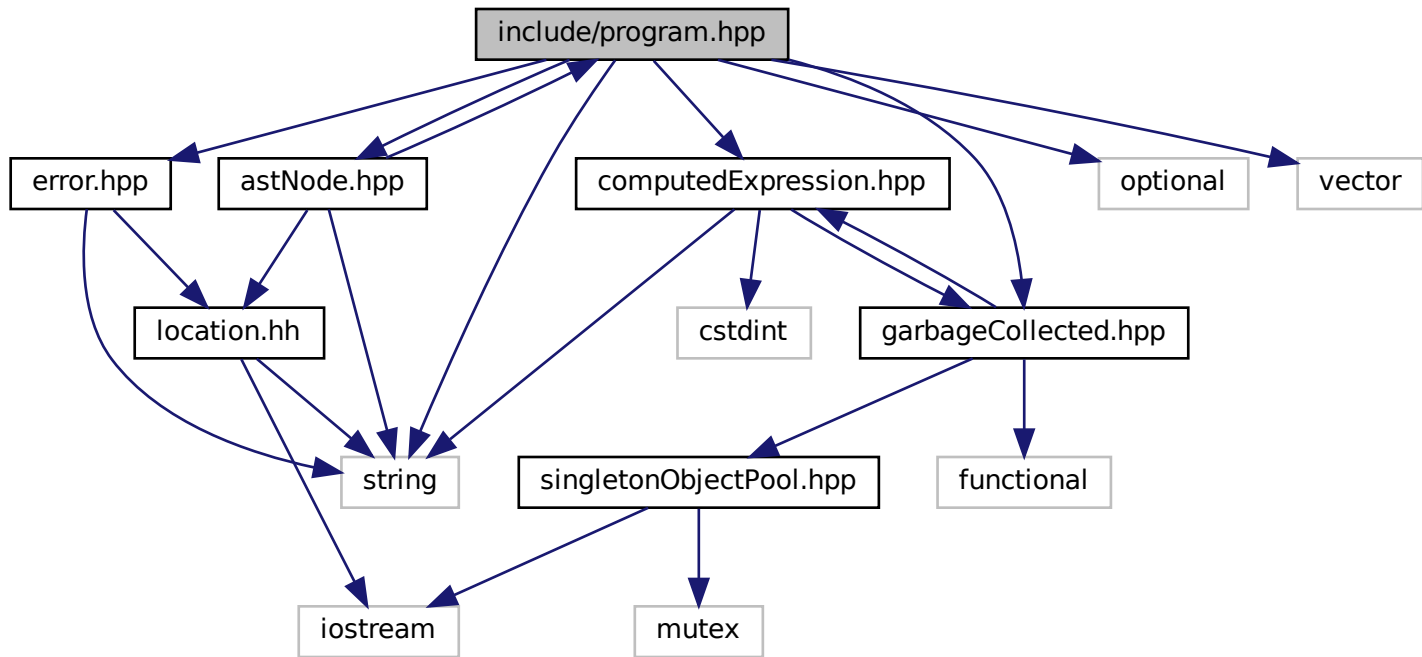 include/program.hpp
error.hpp
astNode.hpp
computedExpression.hpp
optional
vector
location.hh
cstdint
garbageCollected.hpp
string
singletonObjectPool.hpp
functional
iostream
mutex